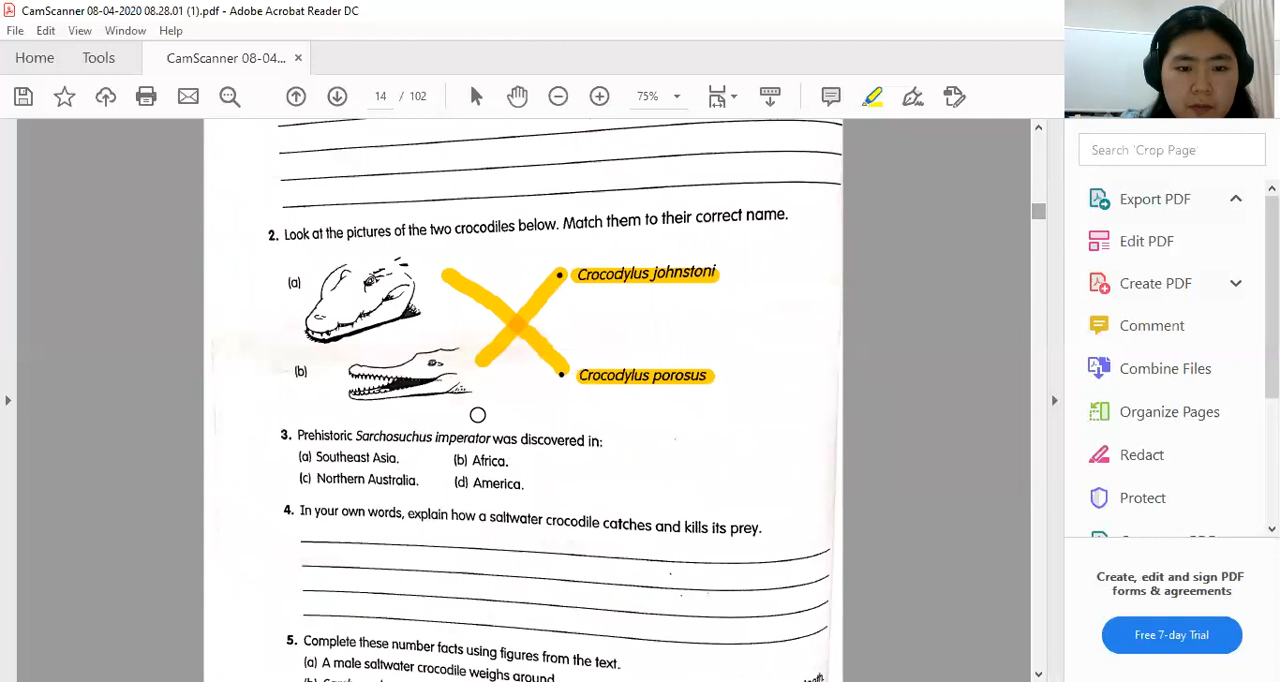 CamScanner 08-04-2020 08.28.01 (1).pdf - Adobe Acrobat Reader DC
File Edit View Window Help
Home Tools CamScanner 08-04... ×
14 / 102 75%
Search 'Crop Page'
Export PDF
Edit PDF
Create PDF
Comment
Combine Files
Organize Pages
Redact
Protect
Create, edit and sign PDF
forms & agreements
Free 7-day Trial
2. Look at the pictures of the two crocodiles below. Match them to their correct name.
(a)
Crocodylus johnstoni
(b)
Crocodylus porosus
3. Prehistoric Sarchosuchus imperator was discovered in:
(a) Southeast Asia. (b) Africa.
(c) Northern Australia. (d) America.
4. In your own words, explain how a saltwater crocodile catches and kills its prey.
5. Complete these number facts using figures from the text.
(a) A male saltwater crocodile weighs around